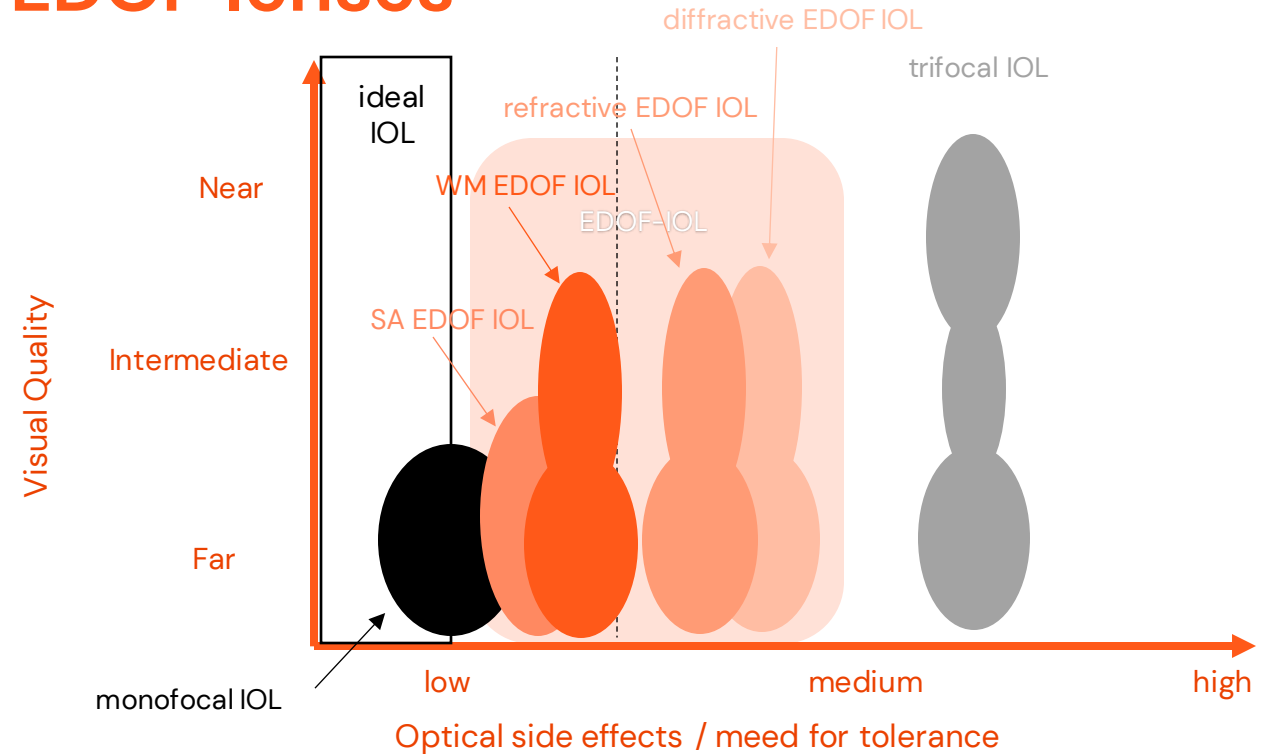 EDOF-lenses
diffractive EDOF IOL
trifocal IOL
ideal
IOL
refractive EDOF IOL
Near
WM EDOF IOL
EDOF-IOL
SA EDOF IOL
Intermediate
Visual Quality
Far
low
medium
high
monofocal IOL
Optical side effects / meed for tolerance